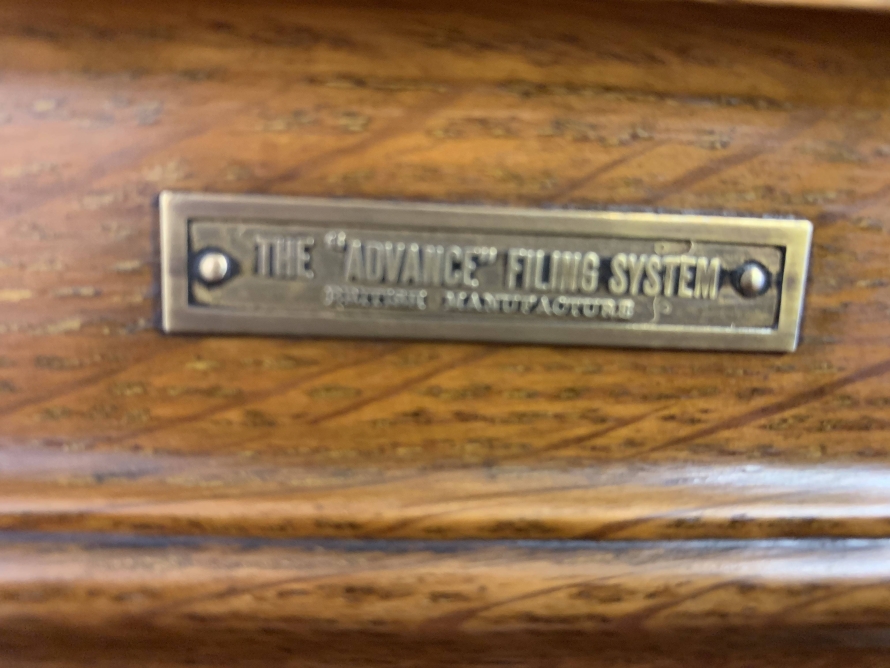 THE "ADVANCE" FILING SYSTEM
BRITISH MANUFACTURE